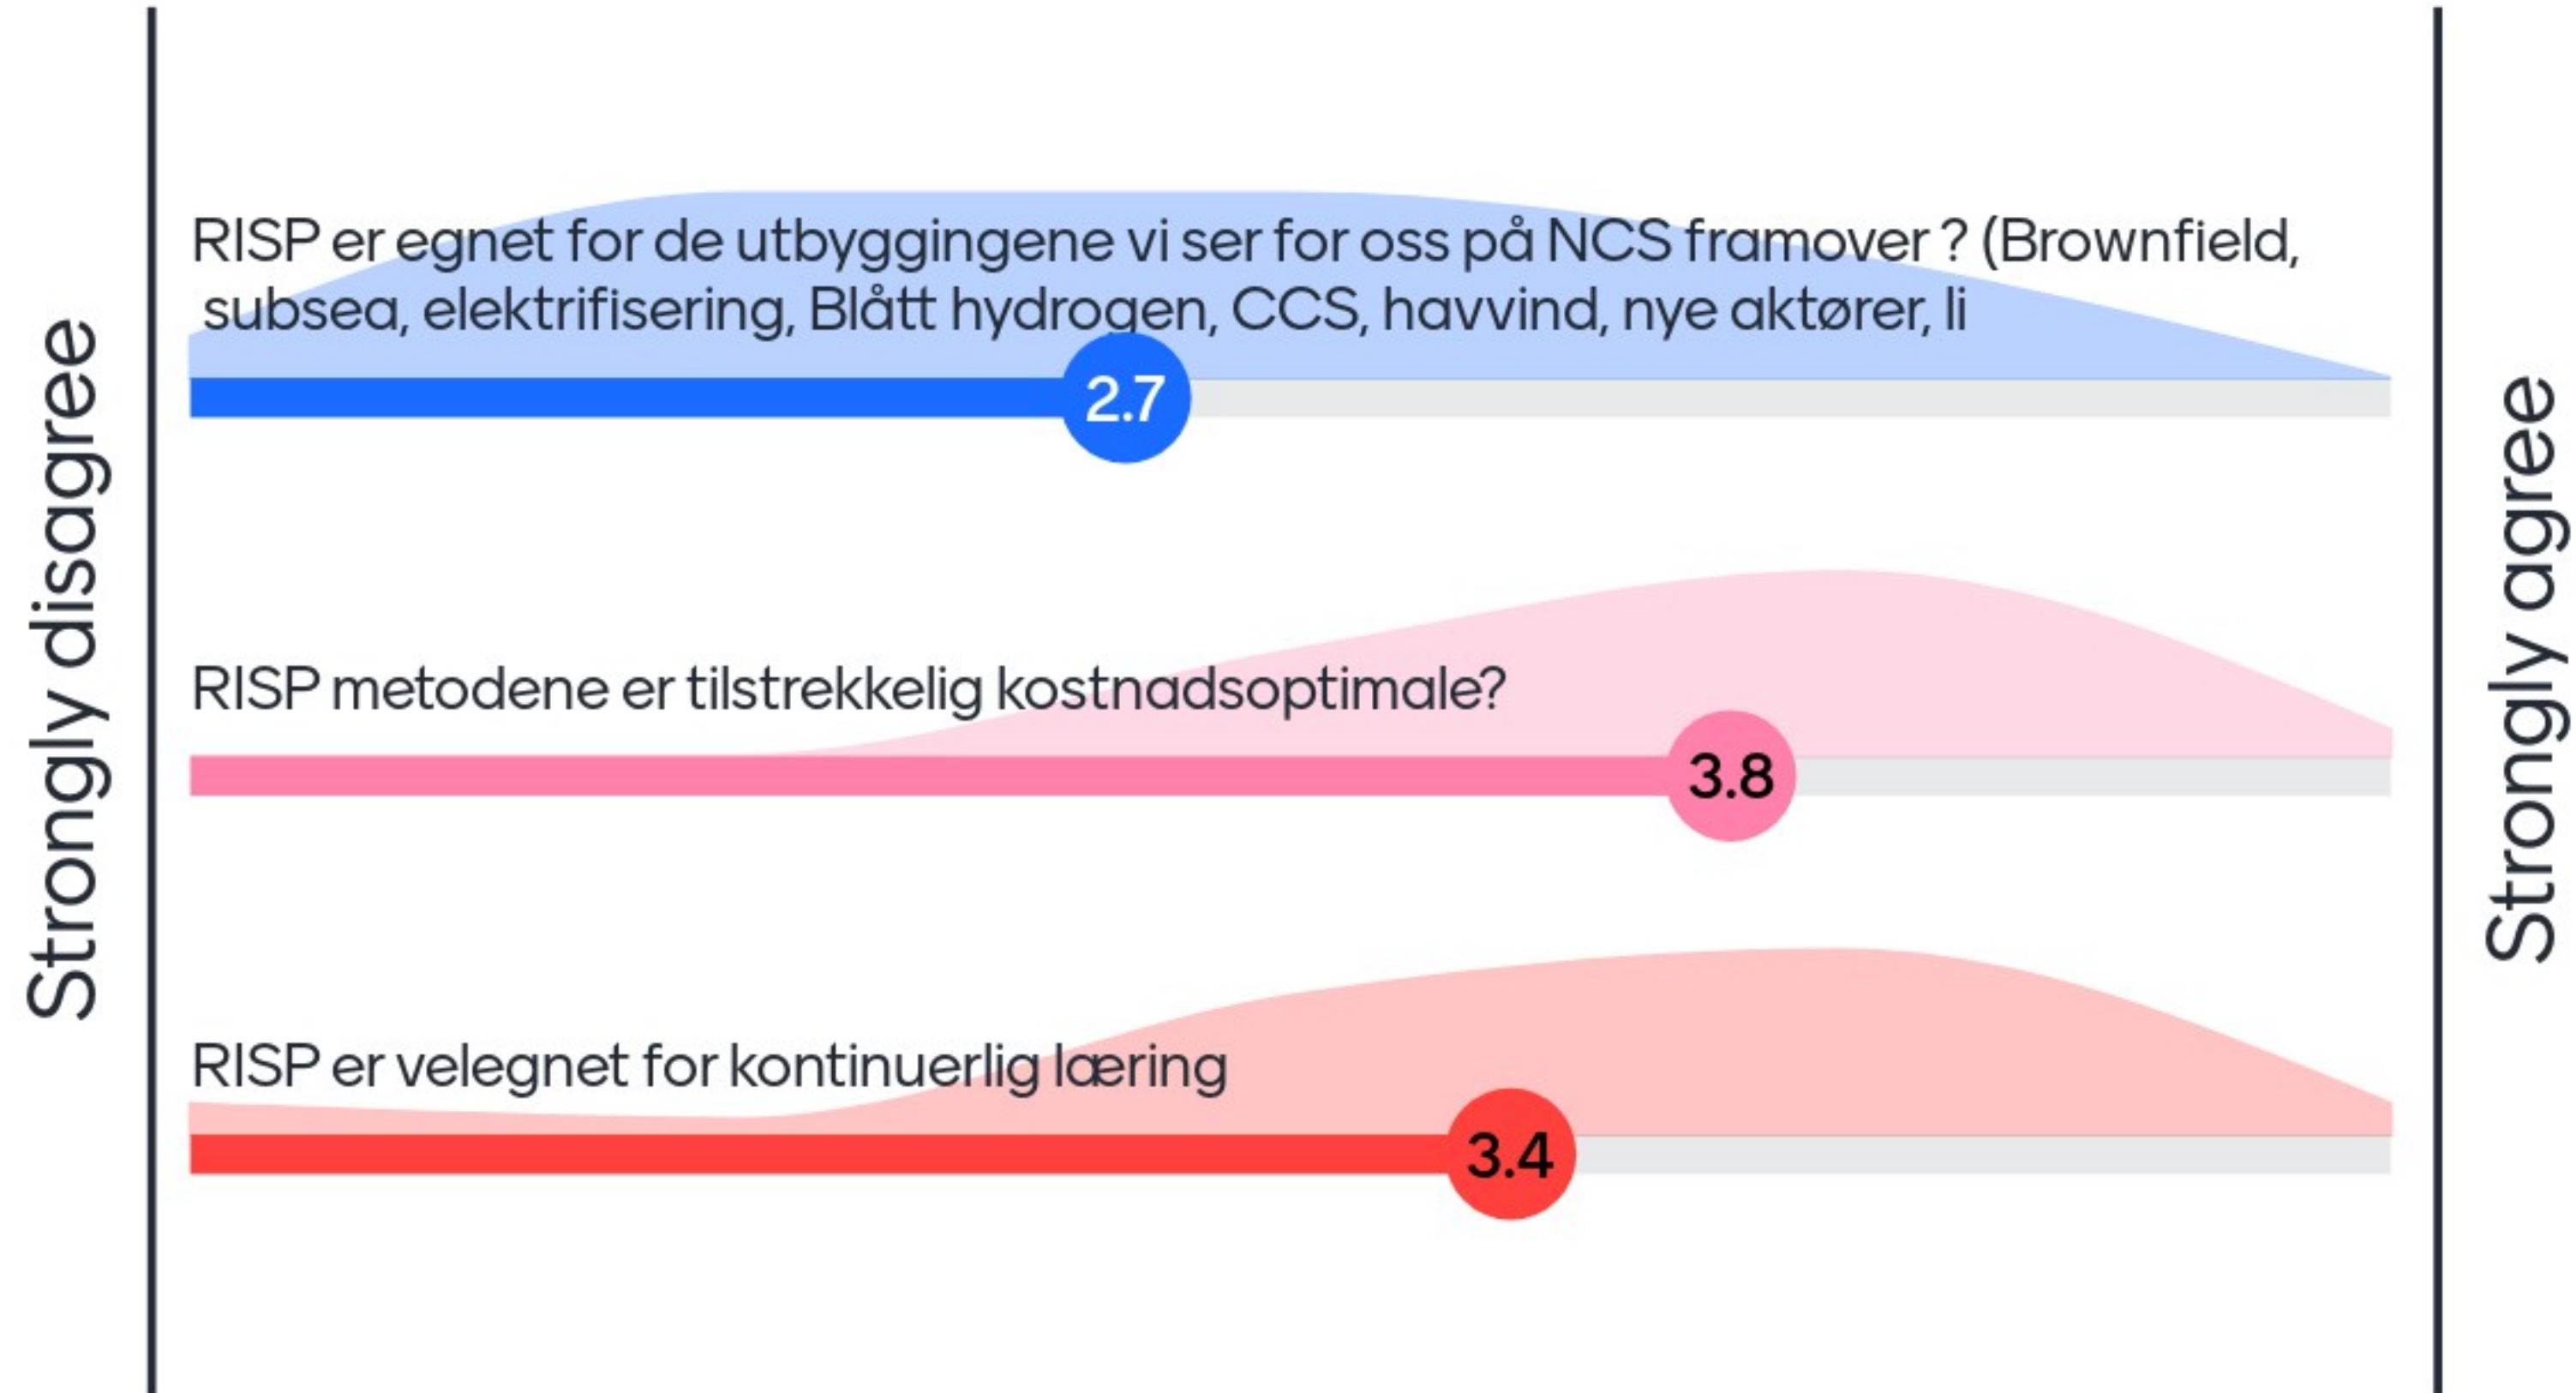 Strongly disagree
RISP er egnet for de utbyggingene vi ser for oss på NCS framover ? (Brownfield,
subsea, elektrifisering, Blått hydrogen, CCS, havvind, nye aktører, li
2.7
RISP metodene er tilstrekkelig kostnadsoptimale?
3.8
RISP er velegnet for kontinuerlig læring
3.4
Strongly agree